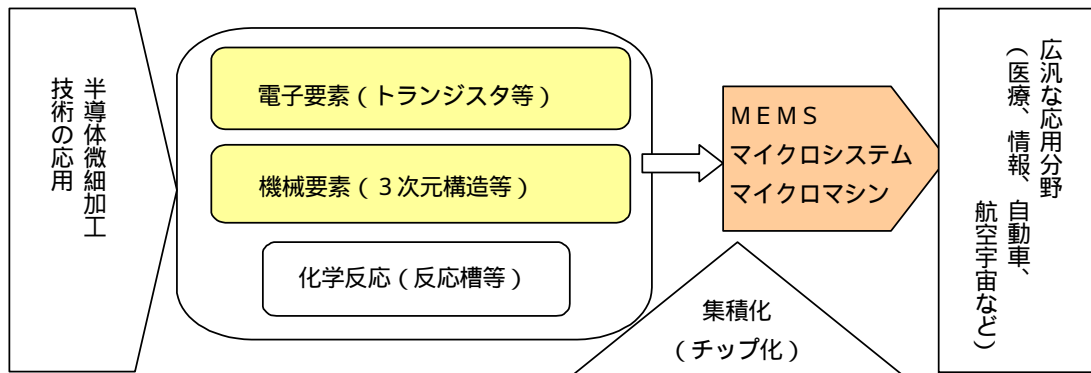 半導体微細加工
技術の応用
電子要素（トランジスタ等）
機械要素（３次元構造等）
化学反応（反応槽等）
ＭＥＭＳ
マイクロシステム
マイクロマシン
集積化
（チップ化）
広汎な応用分野
（医療、情報、自動車、
航空宇宙など）